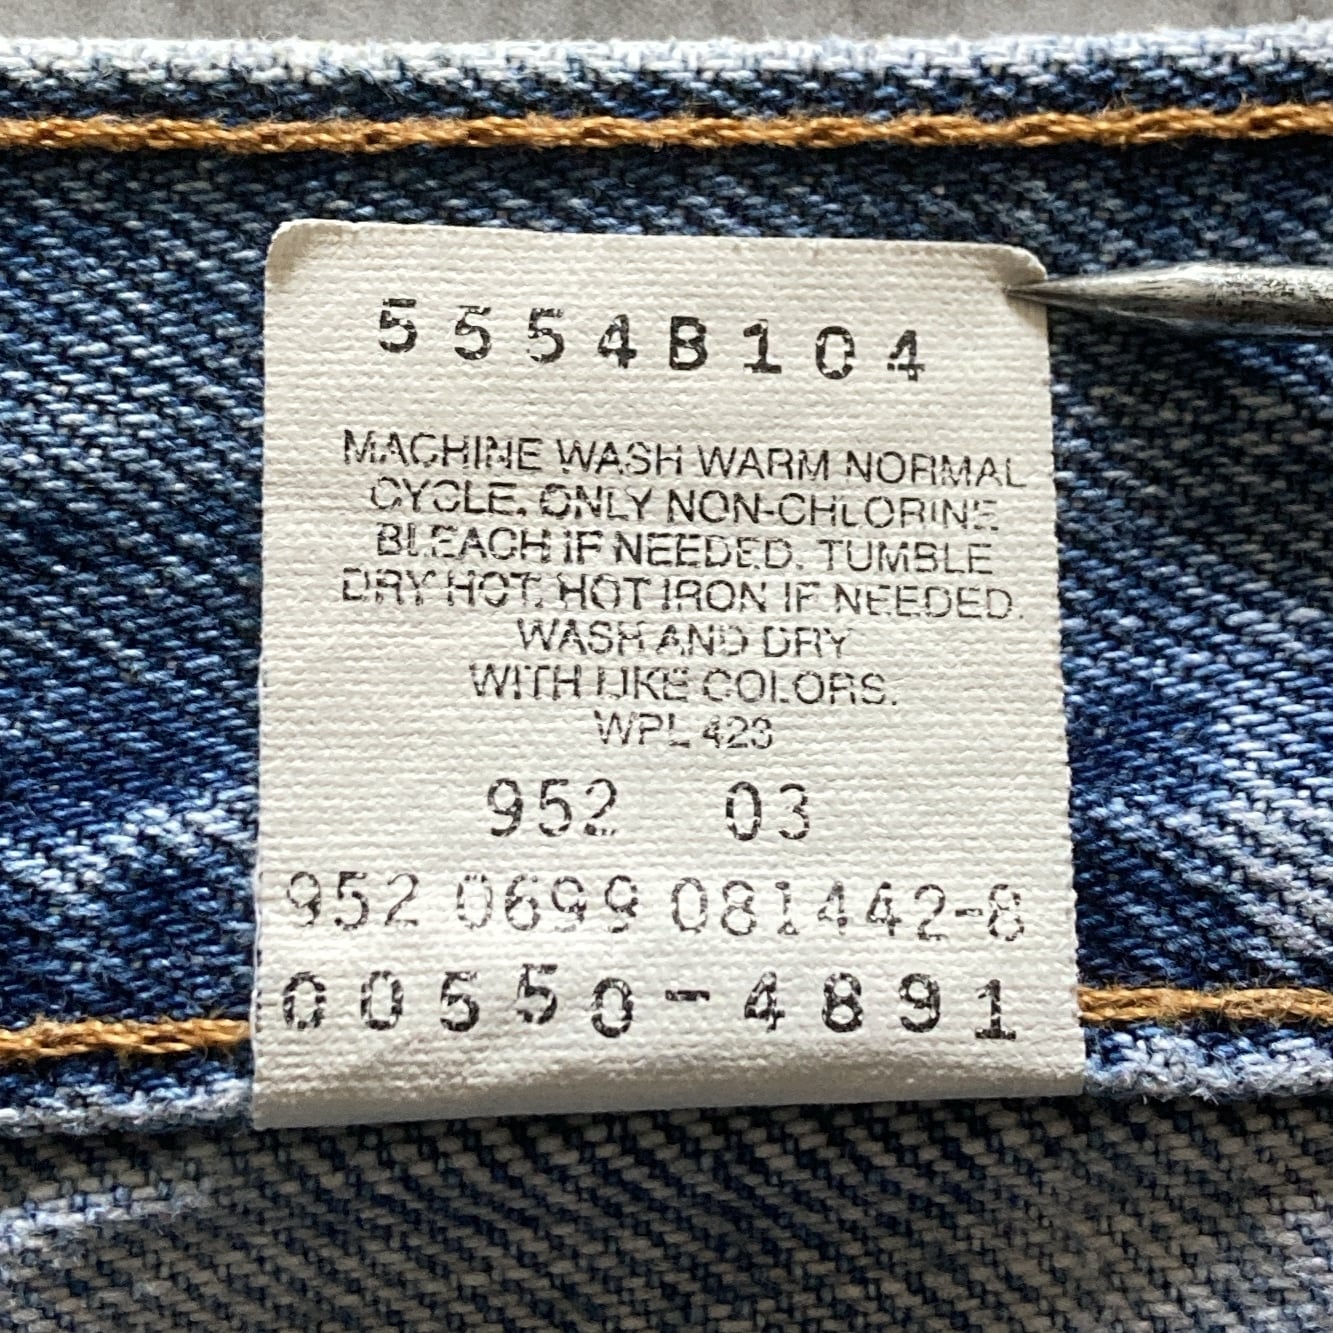 5554B104
MACHINE WASH WARM NORMAL
CYCLE. ONLY NON-CHLORINE
BLEACH IF NEEDED. TUMBLE
DRY HOT. HOT IRON IF NEEDED.
WASH AND DRY
WITH LIKE COLORS.
WPL 423
952 03
952 0699 081442-8
00550-4891